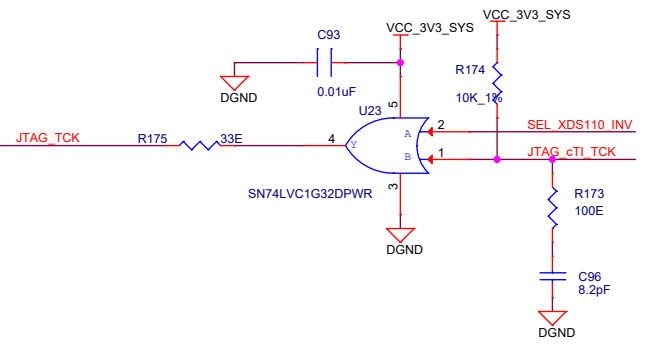 VCC_3V3_SYS
VCC_3V3_SYS
C93
0.01uF
DGND
R174
10K_1%
U23
5
JTAG_TCK
R175
33E
4
Y
A
2
SEL_XDS110_INV
B
1
JTAG_cTI_TCK
3
SN74LVC1G32DPWR
DGND
R173
100E
C96
8.2pF
DGND